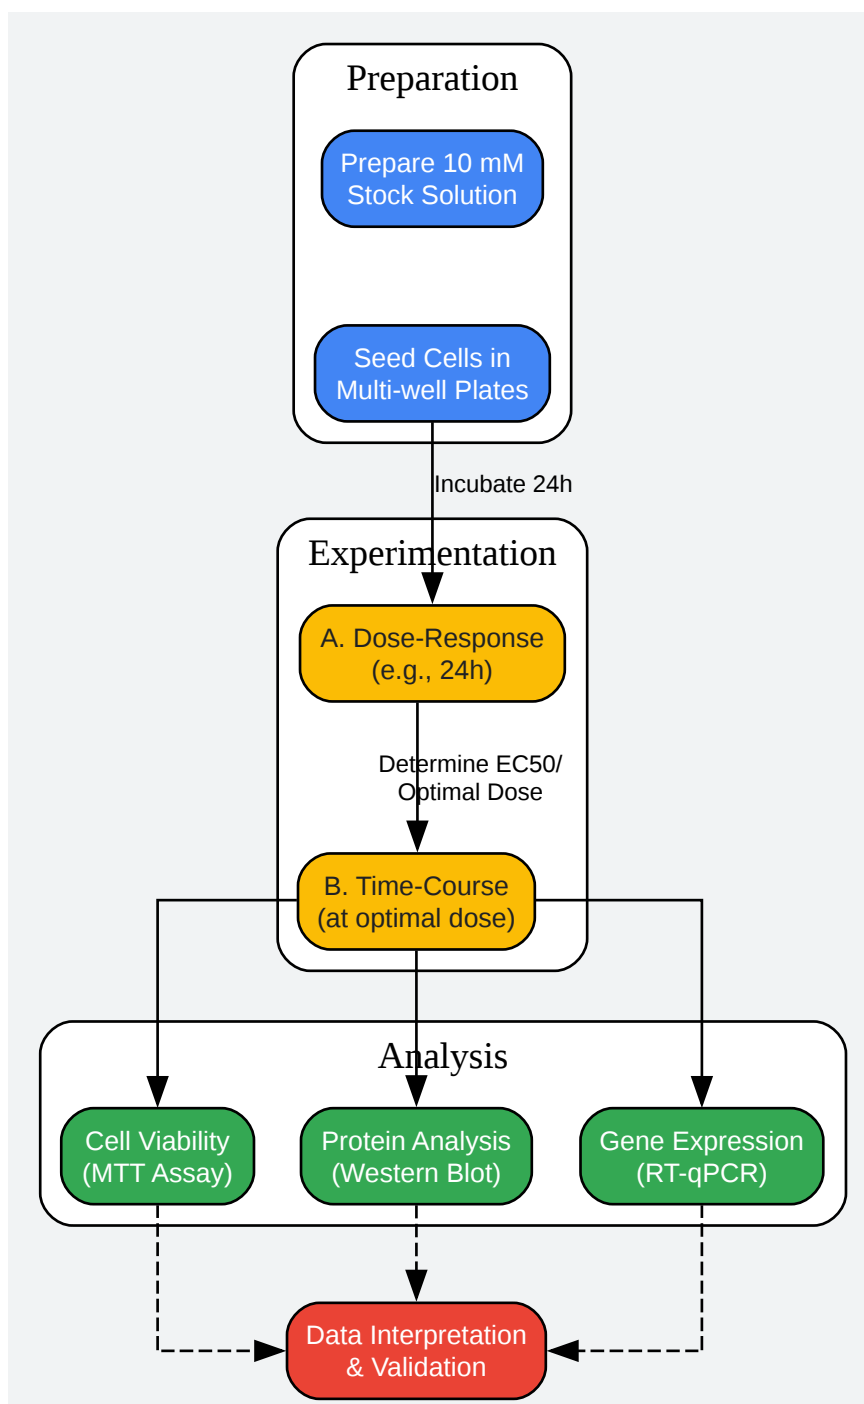 Preparation
Prepare 10 mM
Stock Solution
Seed Cells in
Multi-well Plates
Incubate 24h
Experimentation
A. Dose-Response
(e.g., 24h)
Determine EC50/
Optimal Dose
B. Time-Course
(at optimal dose)
Analysis
Cell Viability
(MTT Assay)
Protein Analysis
(Western Blot)
Gene Expression
(RT-qPCR)
Data Interpretation
& Validation